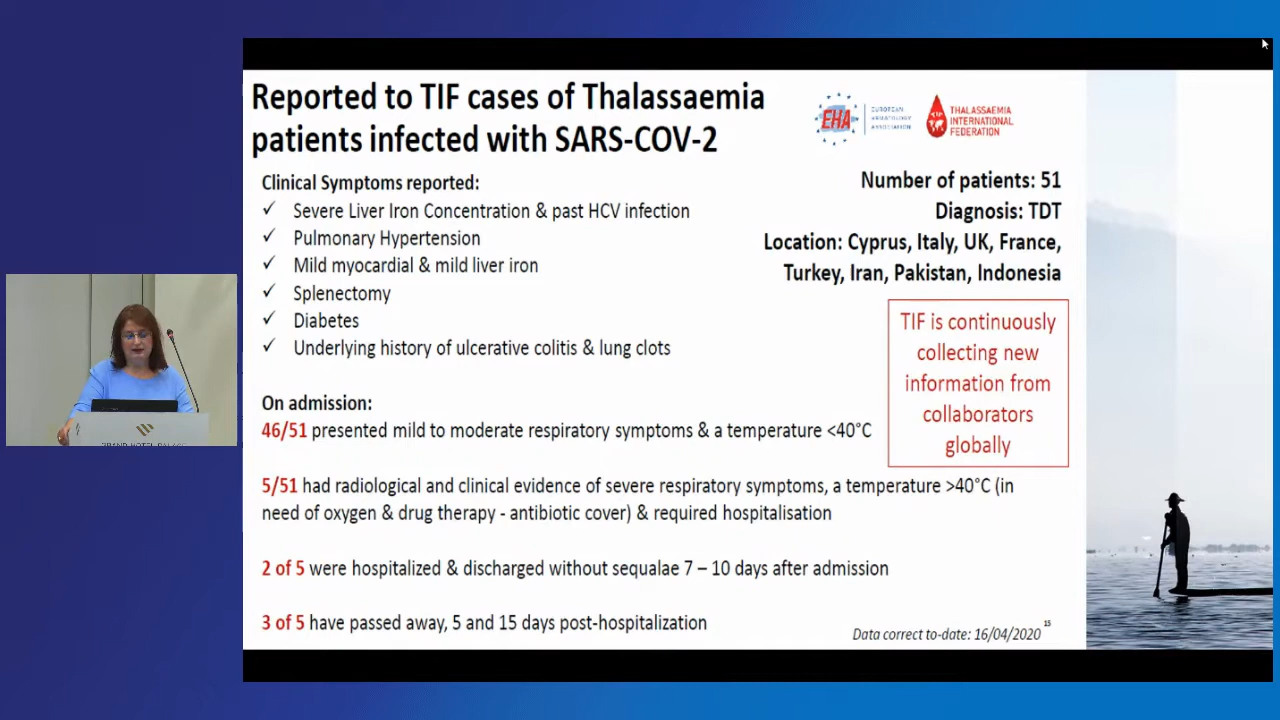 Reported to TIF cases of Thalassaemia
patients infected with SARS-COV-2
EHA
EUROPEAN
HEMATOLOGY
ASSOCIATION
THALASSAEMIA
INTERNATIONAL
FEDERATION
Clinical Symptoms reported:
✓ Severe Liver Iron Concentration & past HCV infection
✓ Pulmonary Hypertension
✓ Mild myocardial & mild liver iron
✓ Splenectomy
✓ Diabetes
✓ Underlying history of ulcerative colitis & lung clots
Number of patients: 51
Diagnosis: TDT
Location: Cyprus, Italy, UK, France,
Turkey, Iran, Pakistan, Indonesia
TIF is continuously
collecting new
information from
collaborators
globally
On admission:
46/51 presented mild to moderate respiratory symptoms & a temperature <40°C
5/51 had radiological and clinical evidence of severe respiratory symptoms, a temperature >40°C (in
need of oxygen & drug therapy - antibiotic cover) & required hospitalisation
2 of 5 were hospitalized & discharged without sequalae 7 – 10 days after admission
3 of 5 have passed away, 5 and 15 days post-hospitalization
Data correct to-date: 16/04/2020
15
GRAND HOTEL PALACE